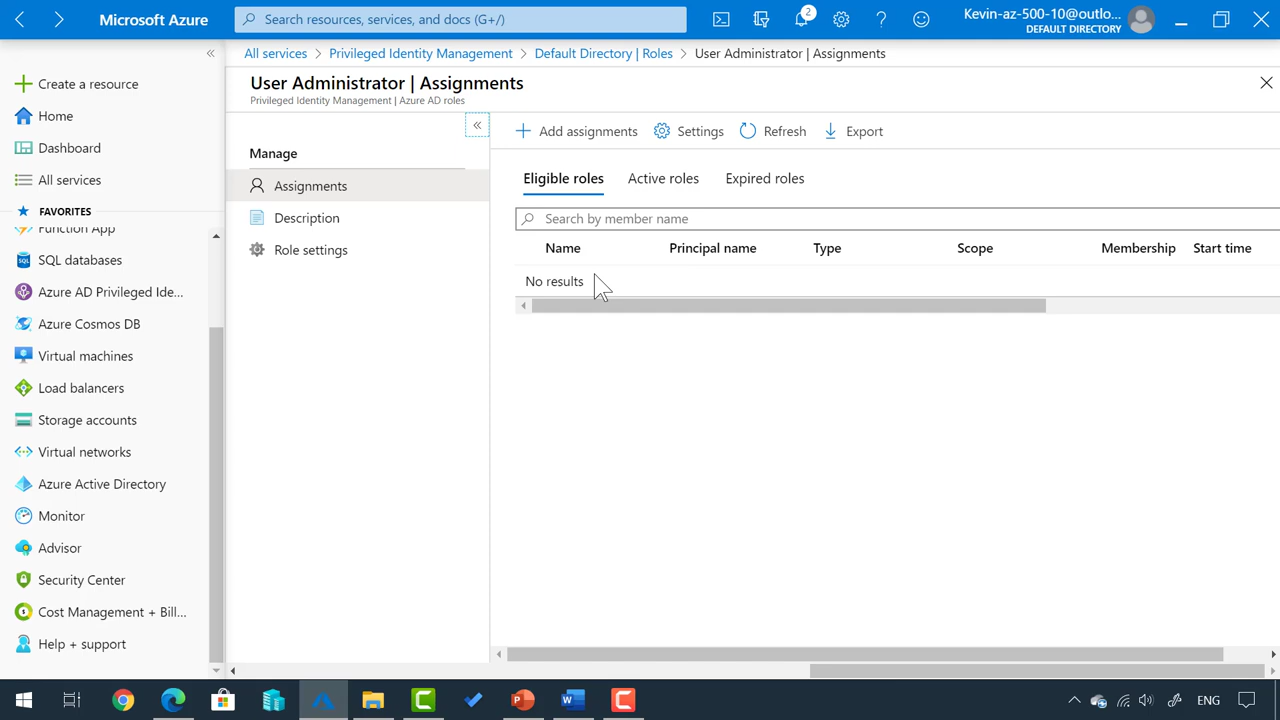 Microsoft Azure
Search resources, services, and docs (G+/)
2
Kevin-az-500-10@outlo...
DEFAULT DIRECTORY
All services > Privileged Identity Management > Default Directory | Roles > User Administrator | Assignments
User Administrator | Assignments
Privileged Identity Management | Azure AD roles
Create a resource
Home
Dashboard
All services
FAVORITES
Function App
SQL databases
Azure AD Privileged Ide...
Azure Cosmos DB
Virtual machines
Load balancers
Storage accounts
Virtual networks
Azure Active Directory
Monitor
Advisor
Security Center
Cost Management + Bill...
Help + support
Manage
Assignments
Description
Role settings
Add assignments Settings Refresh Export
Eligible roles Active roles Expired roles
Search by member name
Name Principal name Type Scope Membership Start time
No results
ENG